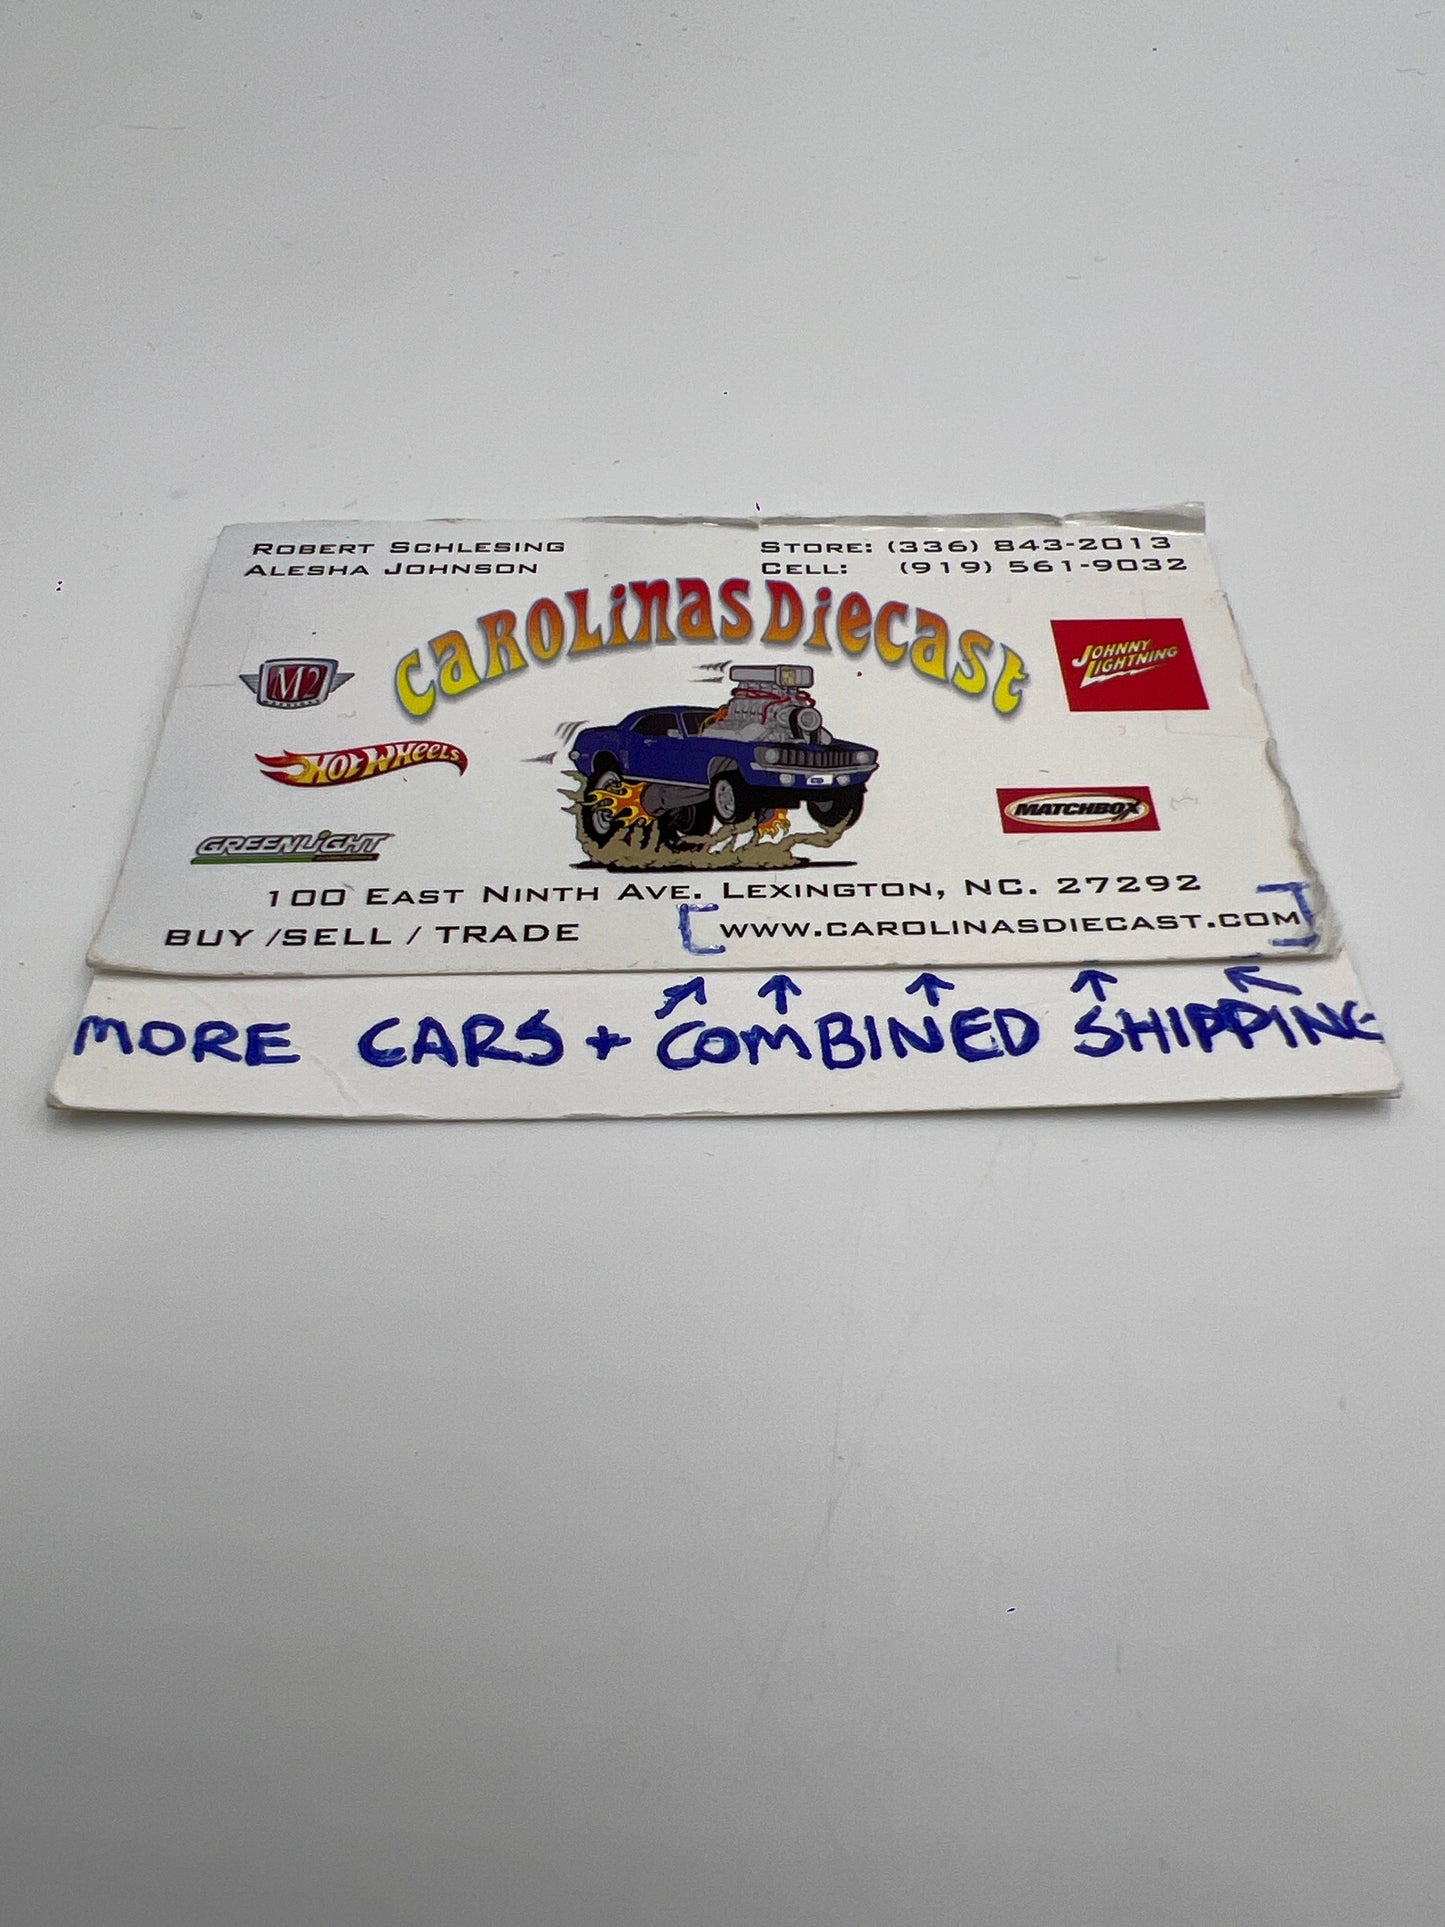 ROBERT SCHLESING
ALESHA JOHNSON
STORE: (336) 843-2013
CELL: (919) 561-9032
CAROLINAS DIECAST
M2
HOT WHEELS
GREENLIGHT
JOHNNY LIGHTNING
MATCHBOX
100 EAST NINTH AVE. LEXINGTON, NC. 27292
BUY /SELL / TRADE
[WWW.CAROLINASDIECAST.COM]
MORE CARS + COMBINED SHIPPING